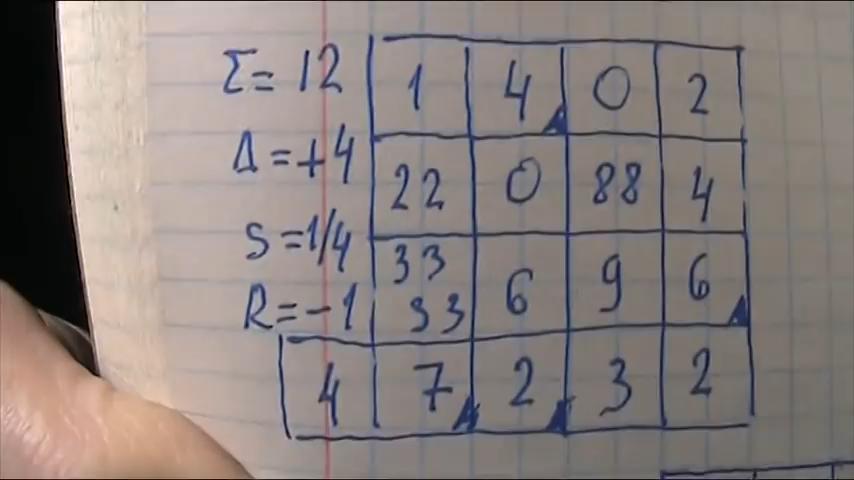 Σ = 12 1 4 0 2
Δ = +4 22 0 88 4
S = 1/4 33 33 6 9 6
R = -1
4 7 2 3 2